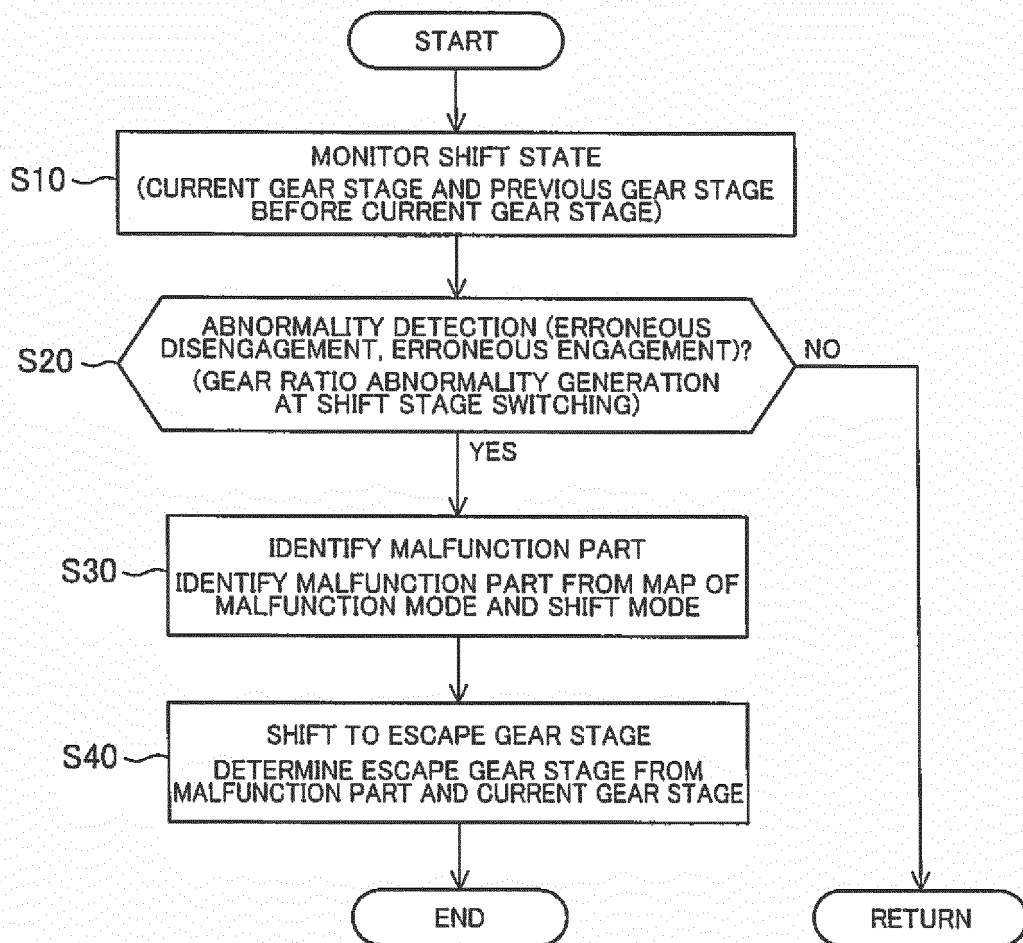 START
S10
MONITOR SHIFT STATE
(CURRENT GEAR STAGE AND PREVIOUS GEAR STAGE
BEFORE CURRENT GEAR STAGE)
S20
ABNORMALITY DETECTION (ERRONEOUS
DISENGAGEMENT, ERRONEOUS ENGAGEMENT)?
(GEAR RATIO ABNORMALITY GENERATION
AT SHIFT STAGE SWITCHING)
NO
YES
S30
IDENTIFY MALFUNCTION PART
IDENTIFY MALFUNCTION PART FROM MAP OF
MALFUNCTION MODE AND SHIFT MODE
S40
SHIFT TO ESCAPE GEAR STAGE
DETERMINE ESCAPE GEAR STAGE FROM
MALFUNCTION PART AND CURRENT GEAR STAGE
END
RETURN